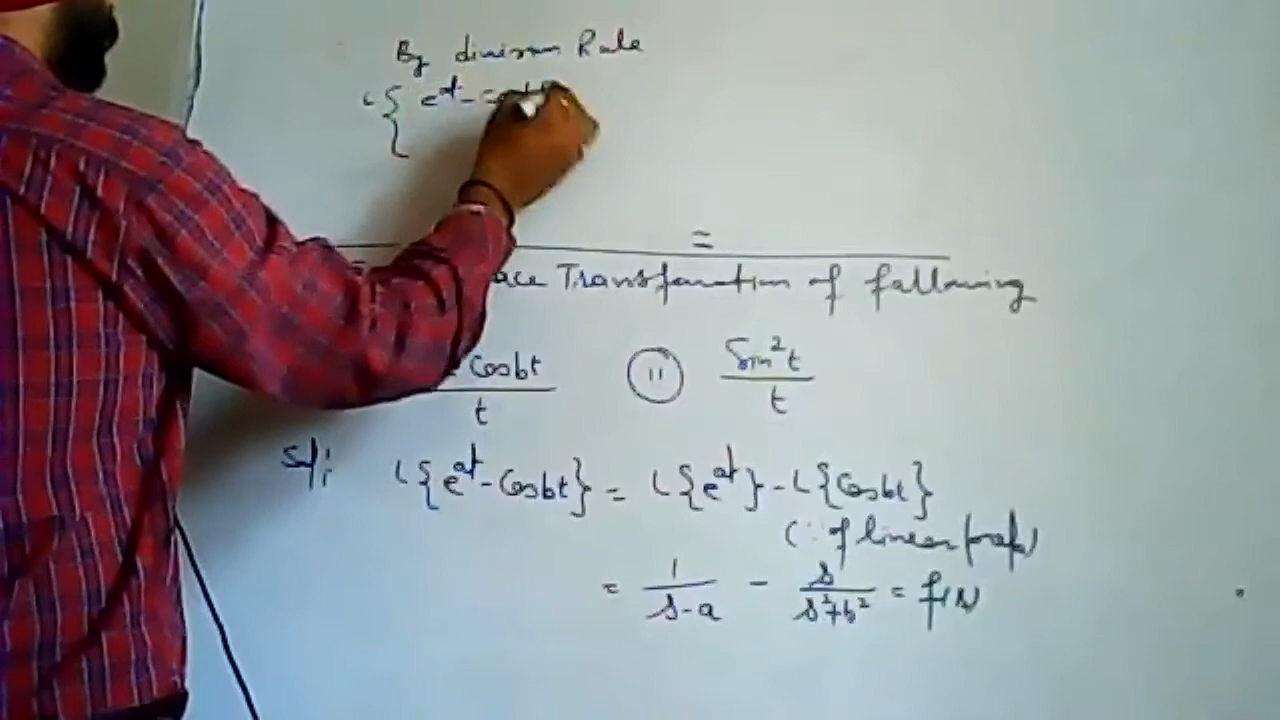 By division Rule
L{ e^at - Cosbt
=
ace Transformation of following
Cosbt/t (ii) Sin²t/t
Sol: L{e^at - Cosbt} = L{e^at} - L{Cosbt}
(∵ of linear prop)
= 1/(s-a) - s/(s²+b²) = f(s)